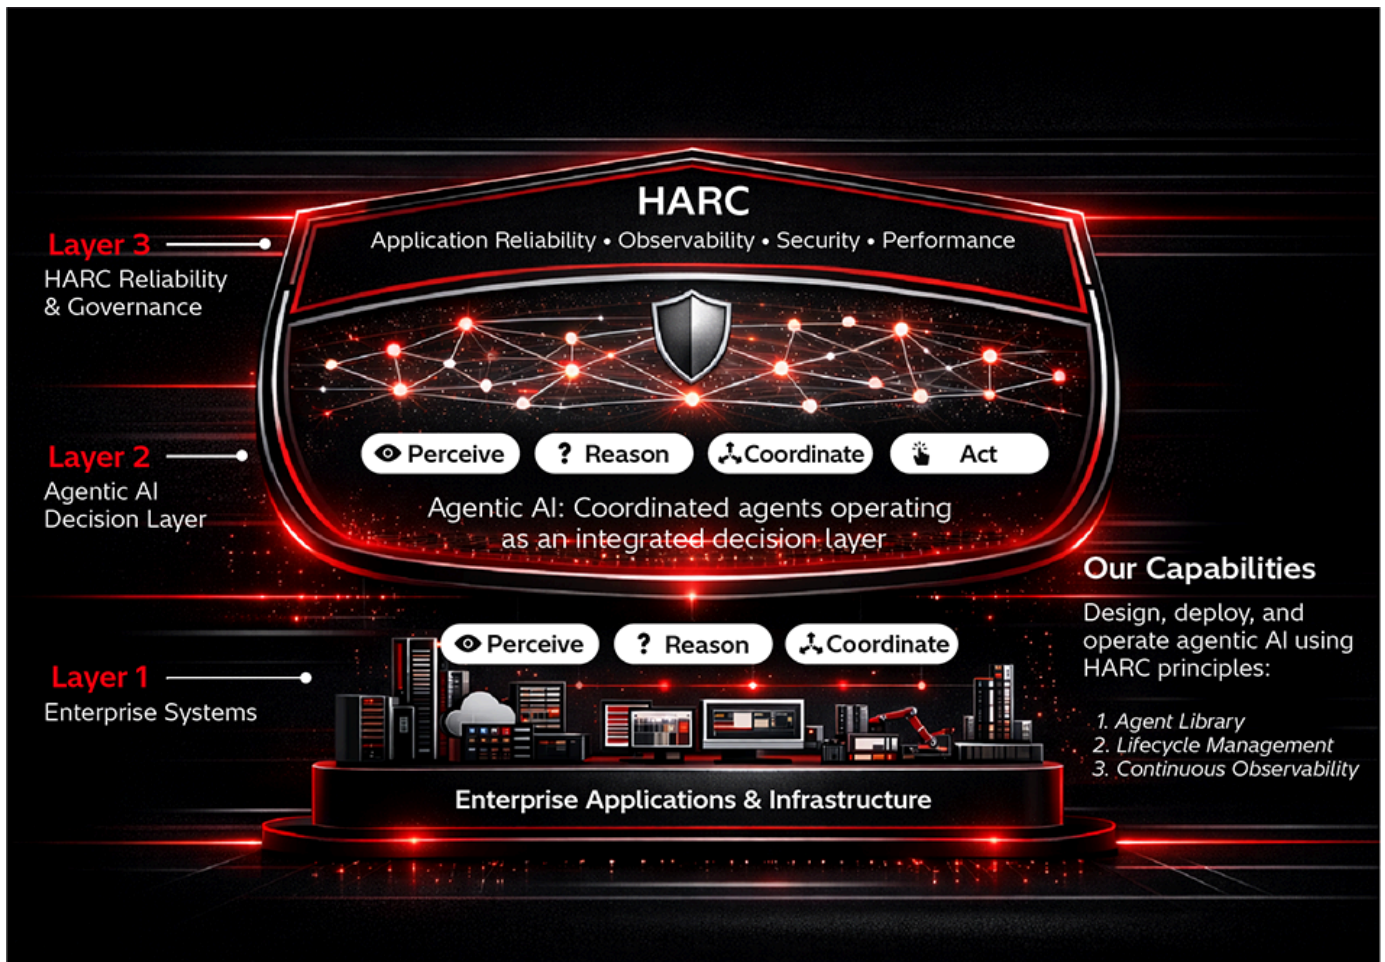 HARC
Application Reliability • Observability • Security • Performance
Layer 3
HARC Reliability
& Governance
Perceive
? Reason
Coordinate
Act
Layer 2
Agentic AI
Decision Layer
Agentic AI: Coordinated agents operating
as an integrated decision layer
Perceive
? Reason
Coordinate
Layer 1
Enterprise Systems
Enterprise Applications & Infrastructure
Our Capabilities
Design, deploy, and
operate agentic AI using
HARC principles:
1. Agent Library
2. Lifecycle Management
3. Continuous Observability